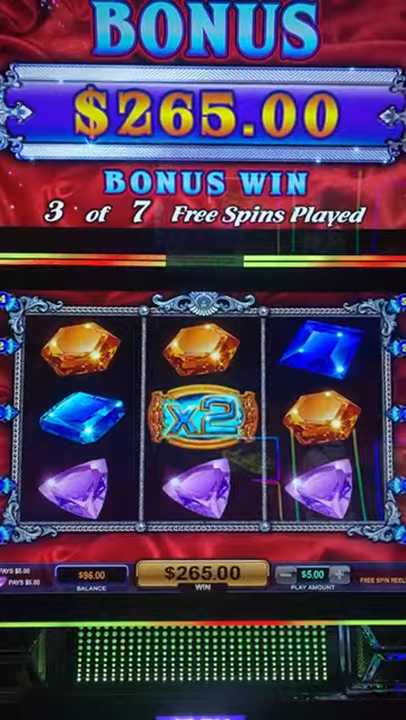 BONUS
$265.00
BONUS WIN
3 of 7 Free Spins Played
x2
PAYS $5.00
PAYS $5.00
$96.00
BALANCE
$265.00
WIN
$5.00
PLAY AMOUNT
FREE SPIN REEL